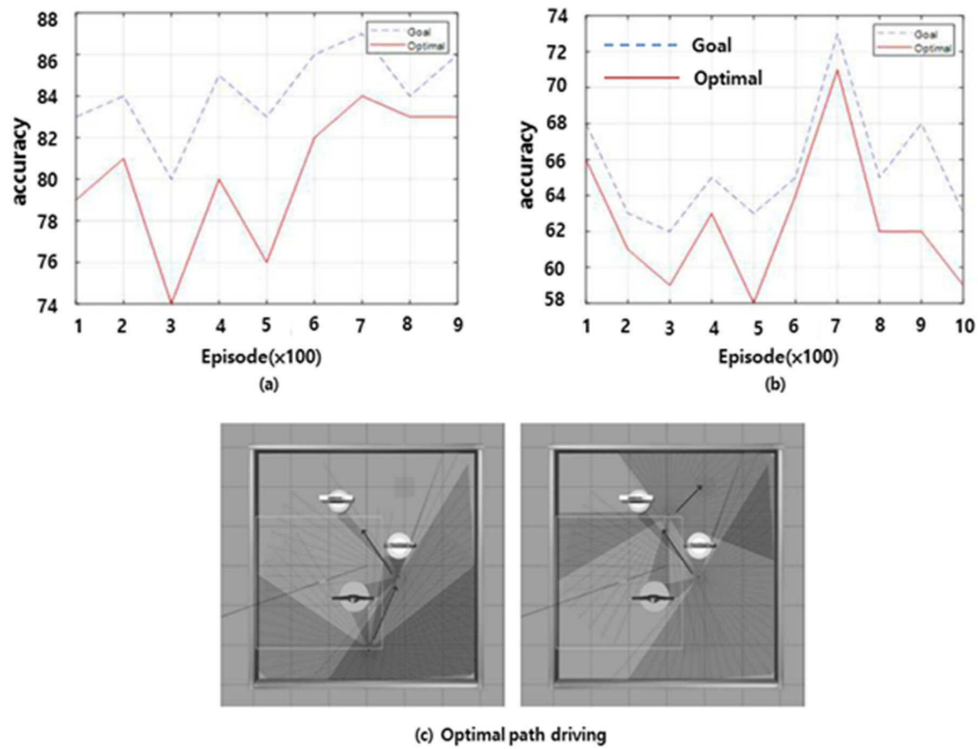 88
86
84
82
80
78
76
74
accuracy
Goal
Optimal
1 2 3 4 5 6 7 8 9
Episode(x100)
(a)
74
72
70
68
66
64
62
60
58
accuracy
Goal
Optimal
Goal
Optimal
1 2 3 4 5 6 7 8 9 10
Episode(x100)
(b)
(c) Optimal path driving